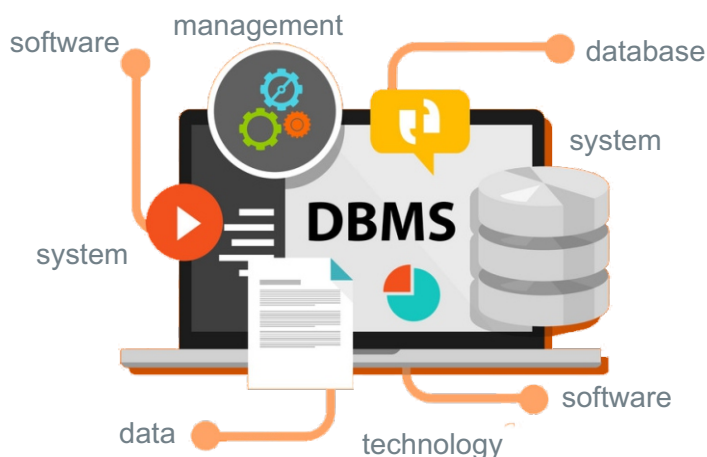 management
software
database
system
DBMS
system
software
data
technology